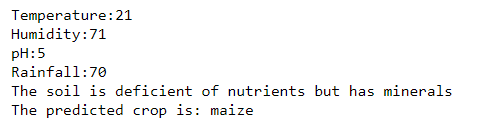 Temperature:21
Humidity:71
pH:5
Rainfall:70
The soil is deficient of nutrients but has minerals
The predicted crop is: maize